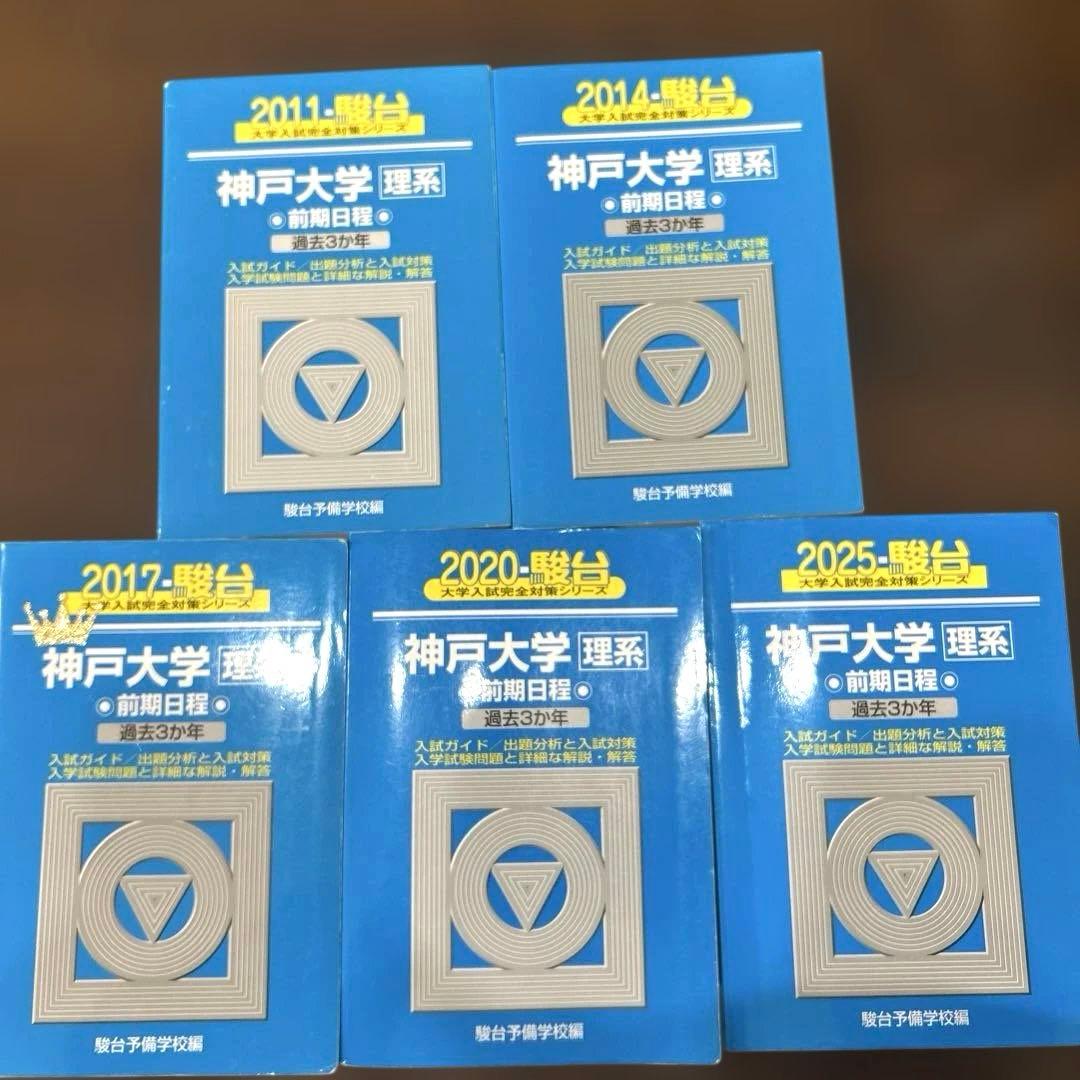 2011-駿台
大学入試完全対策シリーズ
神戸大学 理系
前期日程
過去3か年
入試ガイド/出題分析と入試対策
入学試験問題と詳細な解説・解答
駿台予備学校編
2014-駿台
大学入試完全対策シリーズ
神戸大学 理系
前期日程
過去3か年
入試ガイド/出題分析と入試対策
入学試験問題と詳細な解説・解答
駿台予備学校編
2017-駿台
大学入試完全対策シリーズ
神戸大学 理
前期日程
過去3か年
入試ガイド/出題分析と入試対策
入学試験問題と詳細な解説・解答
駿台予備学校編
2020-駿台
大学入試完全対策シリーズ
神戸大学 理系
前期日程
過去3か年
入試ガイド/出題分析と入試対策
入学試験問題と詳細な解説・解答
駿台予備学校編
2025-駿台
大学入試完全対策シリーズ
神戸大学 理系
前期日程
過去3か年
入試ガイド/出題分析と入試対策
入学試験問題と詳細な解説・解答
駿台予備学校編